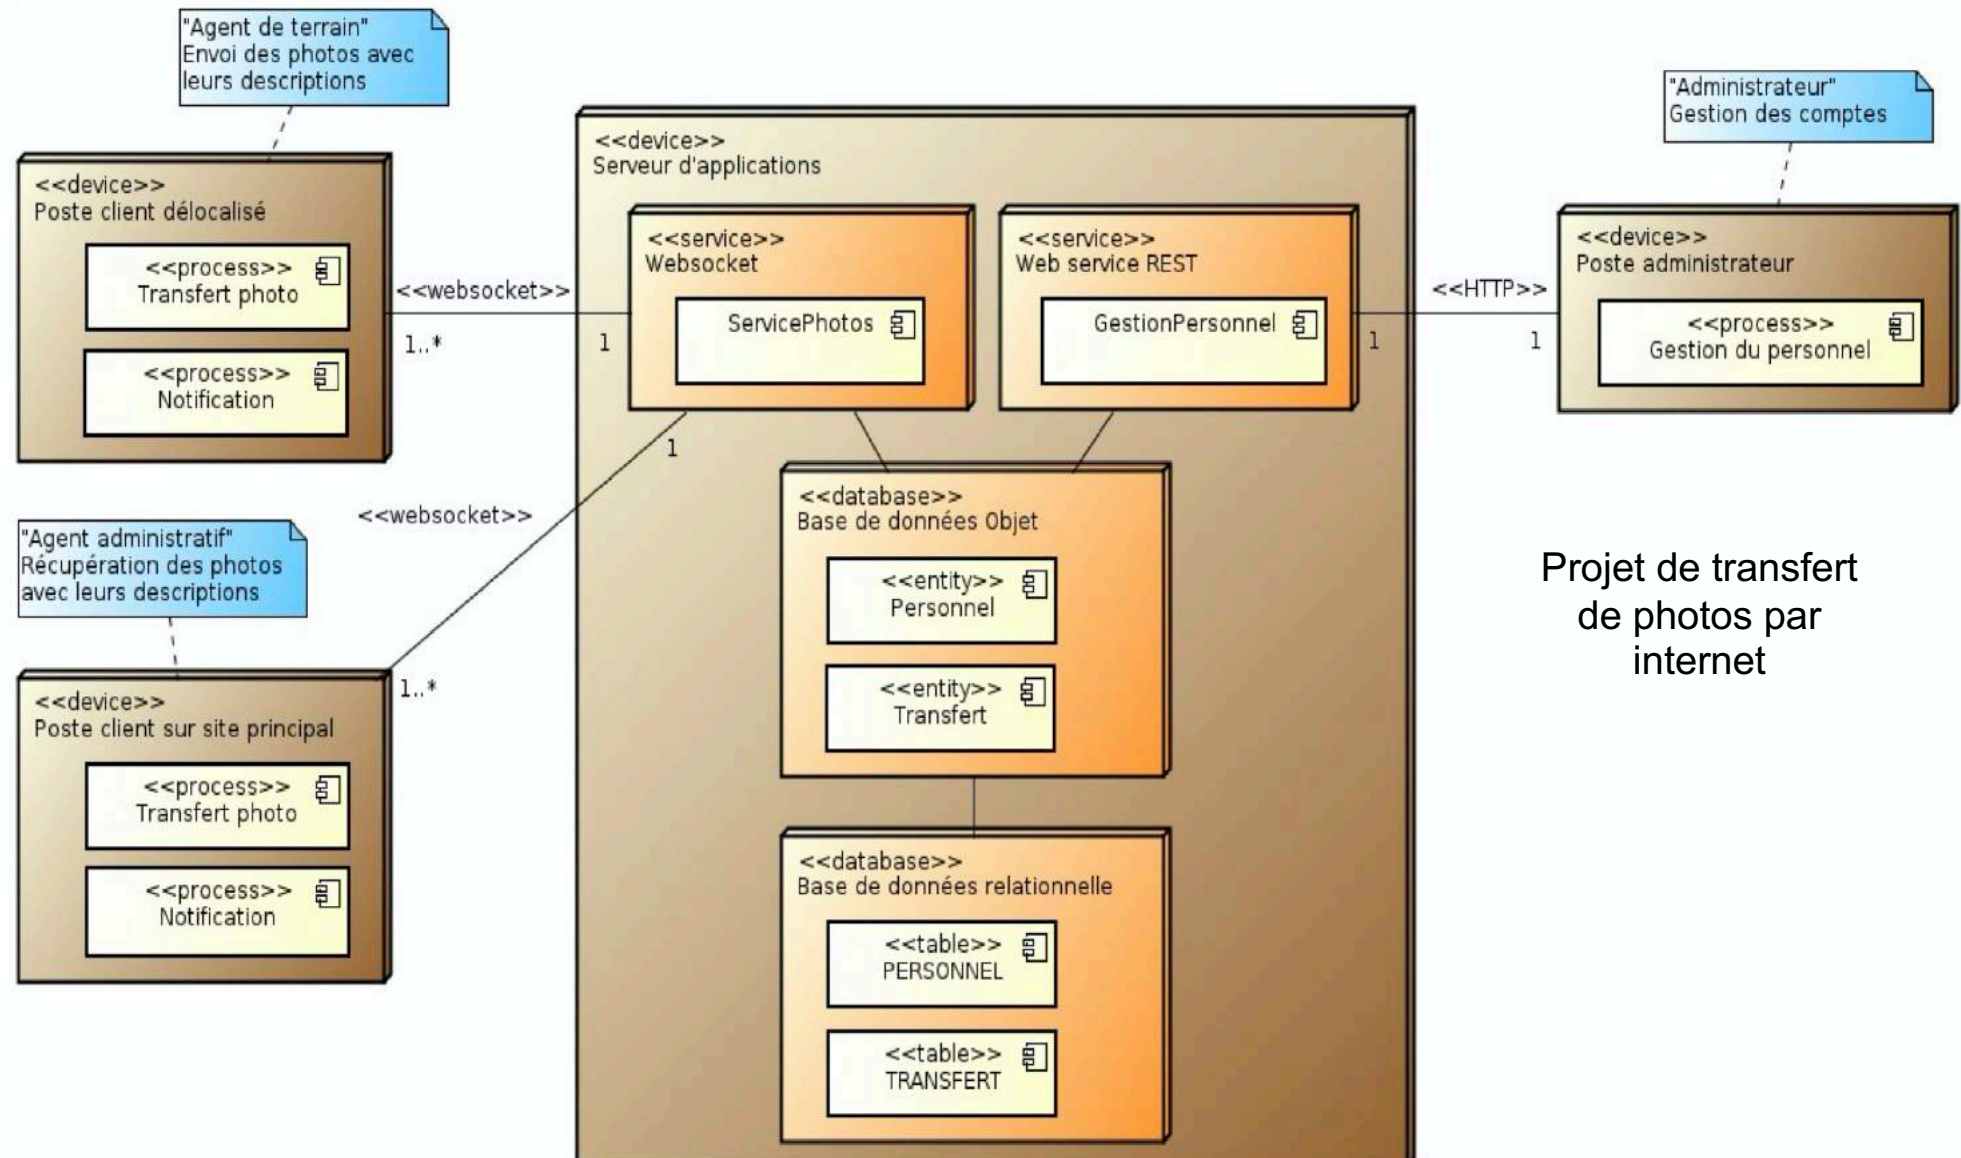 "Agent de terrain"
Envoi des photos avec
leurs descriptions
<<device>>
Poste client délocalisé
<<process>>
Transfert photo
<<process>>
Notification
<<websocket>>
1..*
1
"Agent administratif"
Récupération des photos
avec leurs descriptions
<<device>>
Poste client sur site principal
<<process>>
Transfert photo
<<process>>
Notification
<<websocket>>
1..*
1
<<device>>
Serveur d'applications
<<service>>
Websocket
ServicePhotos
<<service>>
Web service REST
GestionPersonnel
<<database>>
Base de données Objet
<<entity>>
Personnel
<<entity>>
Transfert
<<database>>
Base de données relationnelle
<<table>>
PERSONNEL
<<table>>
TRANSFERT
<<HTTP>>
1
1
"Administrateur"
Gestion des comptes
<<device>>
Poste administrateur
<<process>>
Gestion du personnel
Projet de transfert
de photos par
internet